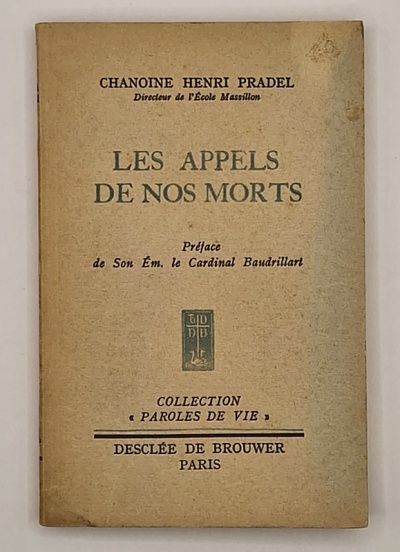 CHANOINE HENRI PRADEL
Directeur de l'École Massillon
LES APPELS
DE NOS MORTS
Préface
de Son Ém. le Cardinal Baudrillart
D D
D B
COLLECTION
« PAROLES DE VIE »
DESCLÉE DE BROUWER
PARIS